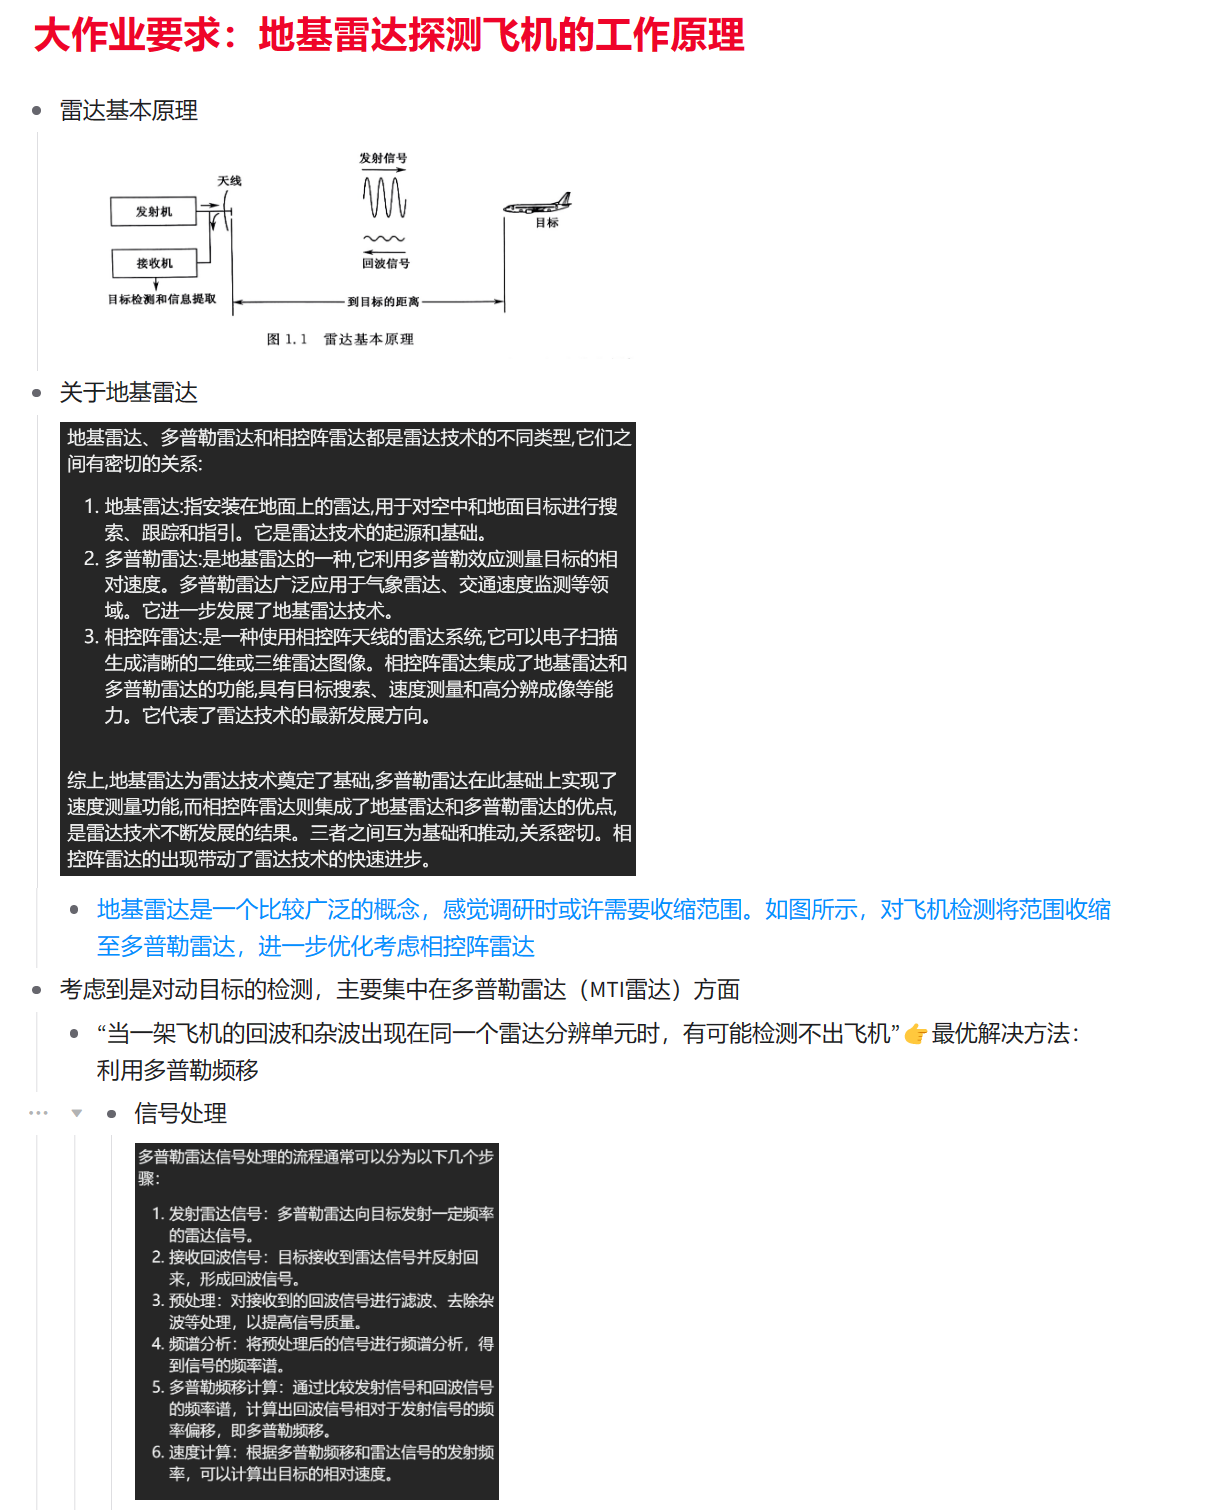 大作业要求：地基雷达探测飞机的工作原理
雷达基本原理
发射信号
天线
发射机
目标
接收机
回波信号
目标检测和信息提取
到目标的距离
图 1.1 雷达基本原理
关于地基雷达
地基雷达、多普勒雷达和相控阵雷达都是雷达技术的不同类型,它们之
间有密切的关系:
1. 地基雷达:指安装在地面上的雷达,用于对空中和地面目标进行搜
索、跟踪和指引。它是雷达技术的起源和基础。
2. 多普勒雷达:是地基雷达的一种,它利用多普勒效应测量目标的相
对速度。多普勒雷达广泛应用于气象雷达、交通速度监测等领
域。它进一步发展了地基雷达技术。
3. 相控阵雷达:是一种使用相控阵天线的雷达系统,它可以电子扫描
生成清晰的二维或三维雷达图像。相控阵雷达集成了地基雷达和
多普勒雷达的功能,具有目标搜索、速度测量和高分辨成像等能
力。它代表了雷达技术的最新发展方向。
综上,地基雷达为雷达技术奠定了基础,多普勒雷达在此基础上实现了
速度测量功能,而相控阵雷达则集成了地基雷达和多普勒雷达的优点,
是雷达技术不断发展的结果。三者之间互为基础和推动,关系密切。相
控阵雷达的出现带动了雷达技术的快速进步。
地基雷达是一个比较广泛的概念，感觉调研时或许需要收缩范围。如图所示，对飞机检测将范围收缩
至多普勒雷达，进一步优化考虑相控阵雷达
考虑到是对动目标的检测，主要集中在多普勒雷达（MTI雷达）方面
“当一架飞机的回波和杂波出现在同一个雷达分辨单元时，有可能检测不出飞机”👉最优解决方法：
利用多普勒频移
信号处理
多普勒雷达信号处理的流程通常可以分为以下几个步
骤：
1. 发射雷达信号：多普勒雷达向目标发射一定频率
的雷达信号。
2. 接收回波信号：目标接收到雷达信号并反射回
来，形成回波信号。
3. 预处理：对接收到的回波信号进行滤波、去除杂
波等处理，以提高信号质量。
4. 频谱分析：将预处理后的信号进行频谱分析，得
到信号的频率谱。
5. 多普勒频移计算：通过比较发射信号和回波信号
的频率谱，计算出回波信号相对于发射信号的频
率偏移，即多普勒频移。
6. 速度计算：根据多普勒频移和雷达信号的发射频
率，可以计算出目标的相对速度。